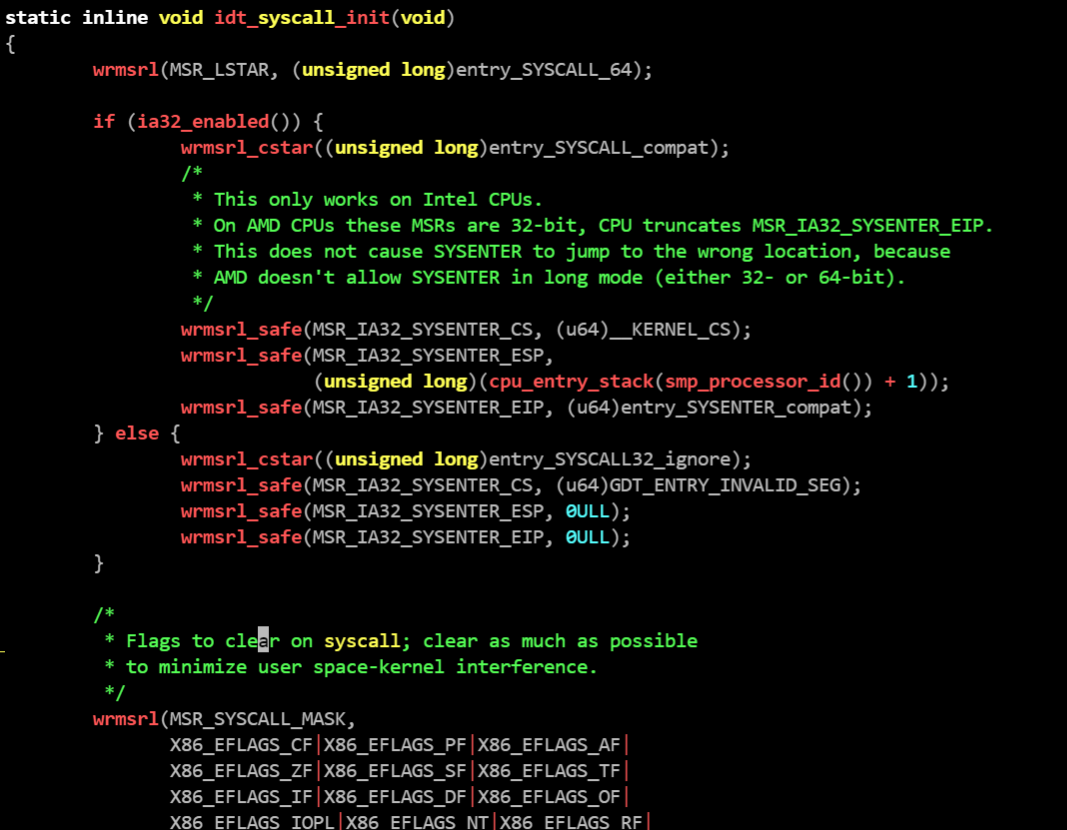 static inline void idt_syscall_init(void)
{
        wrmsrl(MSR_LSTAR, (unsigned long)entry_SYSCALL_64);

        if (ia32_enabled()) {
                wrmsrl_cstar((unsigned long)entry_SYSCALL_compat);
                /*
                 * This only works on Intel CPUs.
                 * On AMD CPUs these MSRs are 32-bit, CPU truncates MSR_IA32_SYSENTER_EIP.
                 * This does not cause SYSENTER to jump to the wrong location, because
                 * AMD doesn't allow SYSENTER in long mode (either 32- or 64-bit).
                 */
                wrmsrl_safe(MSR_IA32_SYSENTER_CS, (u64)__KERNEL_CS);
                wrmsrl_safe(MSR_IA32_SYSENTER_ESP,
                            (unsigned long)(cpu_entry_stack(smp_processor_id()) + 1));
                wrmsrl_safe(MSR_IA32_SYSENTER_EIP, (u64)entry_SYSENTER_compat);
        } else {
                wrmsrl_cstar((unsigned long)entry_SYSCALL32_ignore);
                wrmsrl_safe(MSR_IA32_SYSENTER_CS, (u64)GDT_ENTRY_INVALID_SEG);
                wrmsrl_safe(MSR_IA32_SYSENTER_ESP, 0ULL);
                wrmsrl_safe(MSR_IA32_SYSENTER_EIP, 0ULL);
        }

        /*
         * Flags to clear on syscall; clear as much as possible
         * to minimize user space-kernel interference.
         */
        wrmsrl(MSR_SYSCALL_MASK,
               X86_EFLAGS_CF|X86_EFLAGS_PF|X86_EFLAGS_AF|
               X86_EFLAGS_ZF|X86_EFLAGS_SF|X86_EFLAGS_TF|
               X86_EFLAGS_IF|X86_EFLAGS_DF|X86_EFLAGS_OF|
               X86_EFLAGS_IOPL|X86_EFLAGS_NT|X86_EFLAGS_RF|